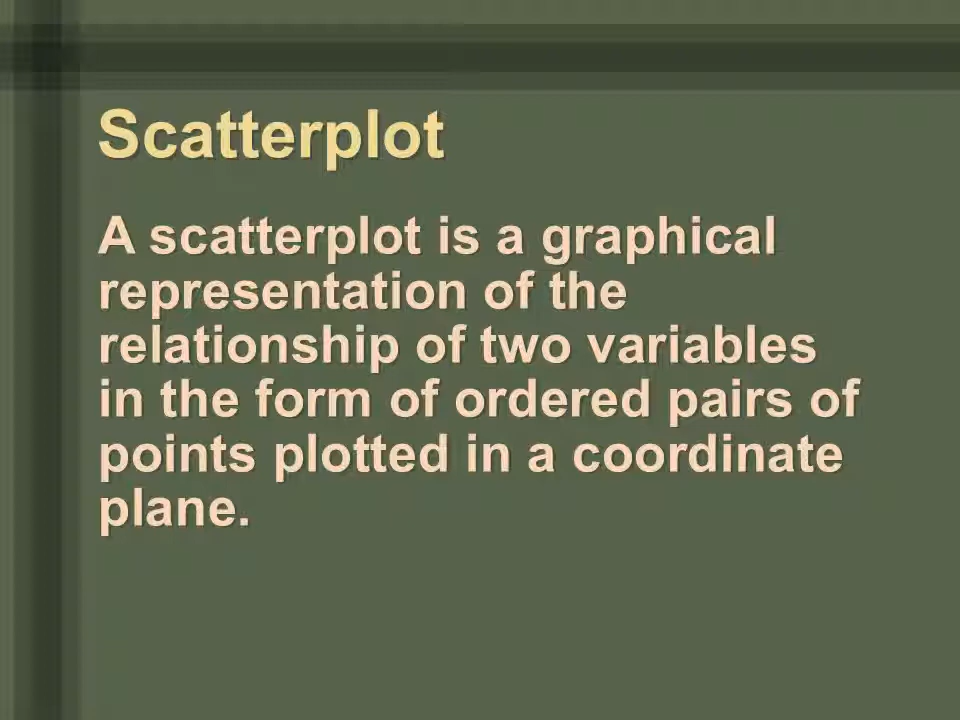 Scatterplot
A scatterplot is a graphical
representation of the
relationship of two variables
in the form of ordered pairs of
points plotted in a coordinate
plane.